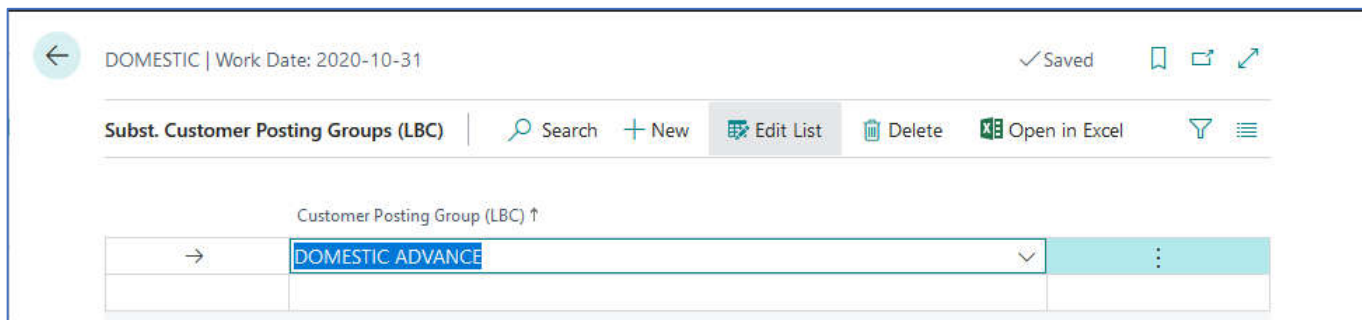 DOMESTIC | Work Date: 2020-10-31
Saved
Subst. Customer Posting Groups (LBC)
Search
New
Edit List
Delete
Open in Excel
Customer Posting Group (LBC) ↑
DOMESTIC ADVANCE